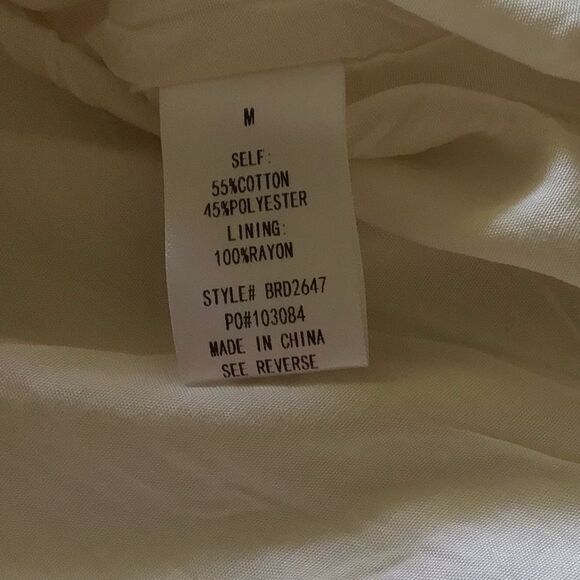 M
SELF:
55%COTTON
45%POLYESTER
LINING:
100%RAYON
STYLE# BRD2647
PO#103084
MADE IN CHINA
SEE REVERSE